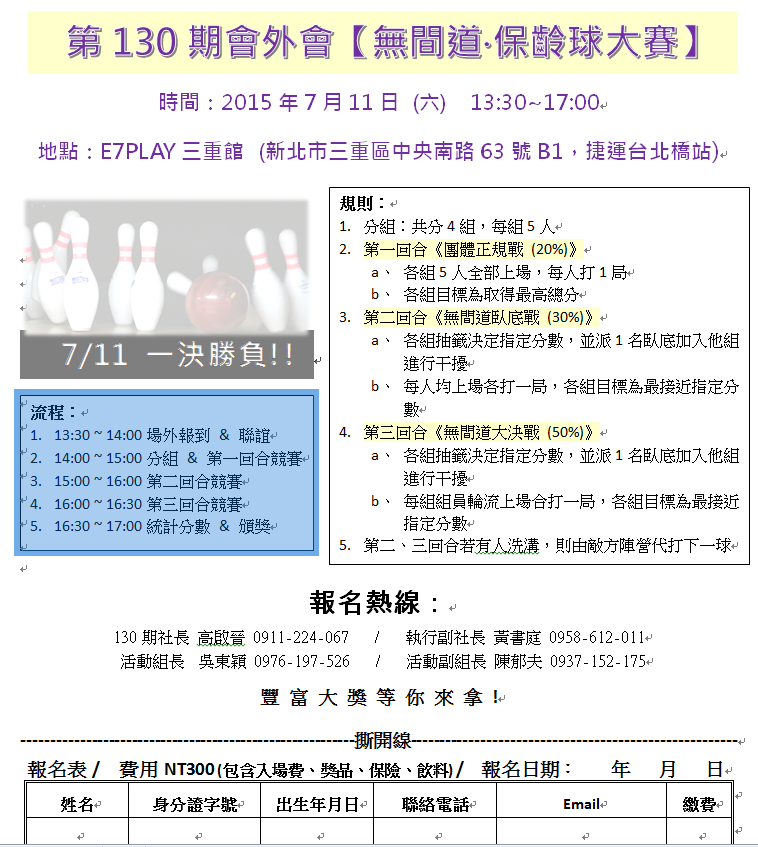 第 130 期會外會【無間道‧保齡球大賽】
時間：2015 年 7 月 11 日 (六) 13:30~17:00
地點：E7PLAY 三重館 (新北市三重區中央南路 63 號 B1，捷運台北橋站)
7/11 一決勝負!!
流程：
1. 13:30 ~ 14:00 場外報到 & 聯誼
2. 14:00 ~ 15:00 分組 & 第一回合競賽
3. 15:00 ~ 16:00 第二回合競賽
4. 16:00 ~ 16:30 第三回合競賽
5. 16:30 ~ 17:00 統計分數 & 頒獎
規則：
1. 分組：共分 4 組，每組 5 人
2. 第一回合《團體正規戰 (20%)》
a、 各組 5 人全部上場，每人打 1 局
b、 各組目標為取得最高總分
3. 第二回合《無間道臥底戰 (30%)》
a、 各組抽籤決定指定分數，並派 1 名臥底加入他組
進行干擾
b、 每人均上場各打一局，各組目標為最接近指定分
數
4. 第三回合《無間道大決戰 (50%)》
a、 各組抽籤決定指定分數，並派 1 名臥底加入他組
進行干擾
b、 每組組員輪流上場合打一局，各組目標為最接近
指定分數
5. 第二、三回合若有人洗溝，則由敵方陣營代打下一球
報名熱線：
130 期社長 高啟晉 0911-224-067 / 執行副社長 黃書庭 0958-612-011
活動組長 吳東穎 0976-197-526 / 活動副組長 陳郁夫 0937-152-175
豐 富 大 獎 等 你 來 拿 !
撕開線
報名表 / 費用 NT300 (包含入場費、獎品、保險、飲料) / 報名日期： 年 月 日
姓名 身分證字號 出生年月日 聯絡電話 Email 繳費